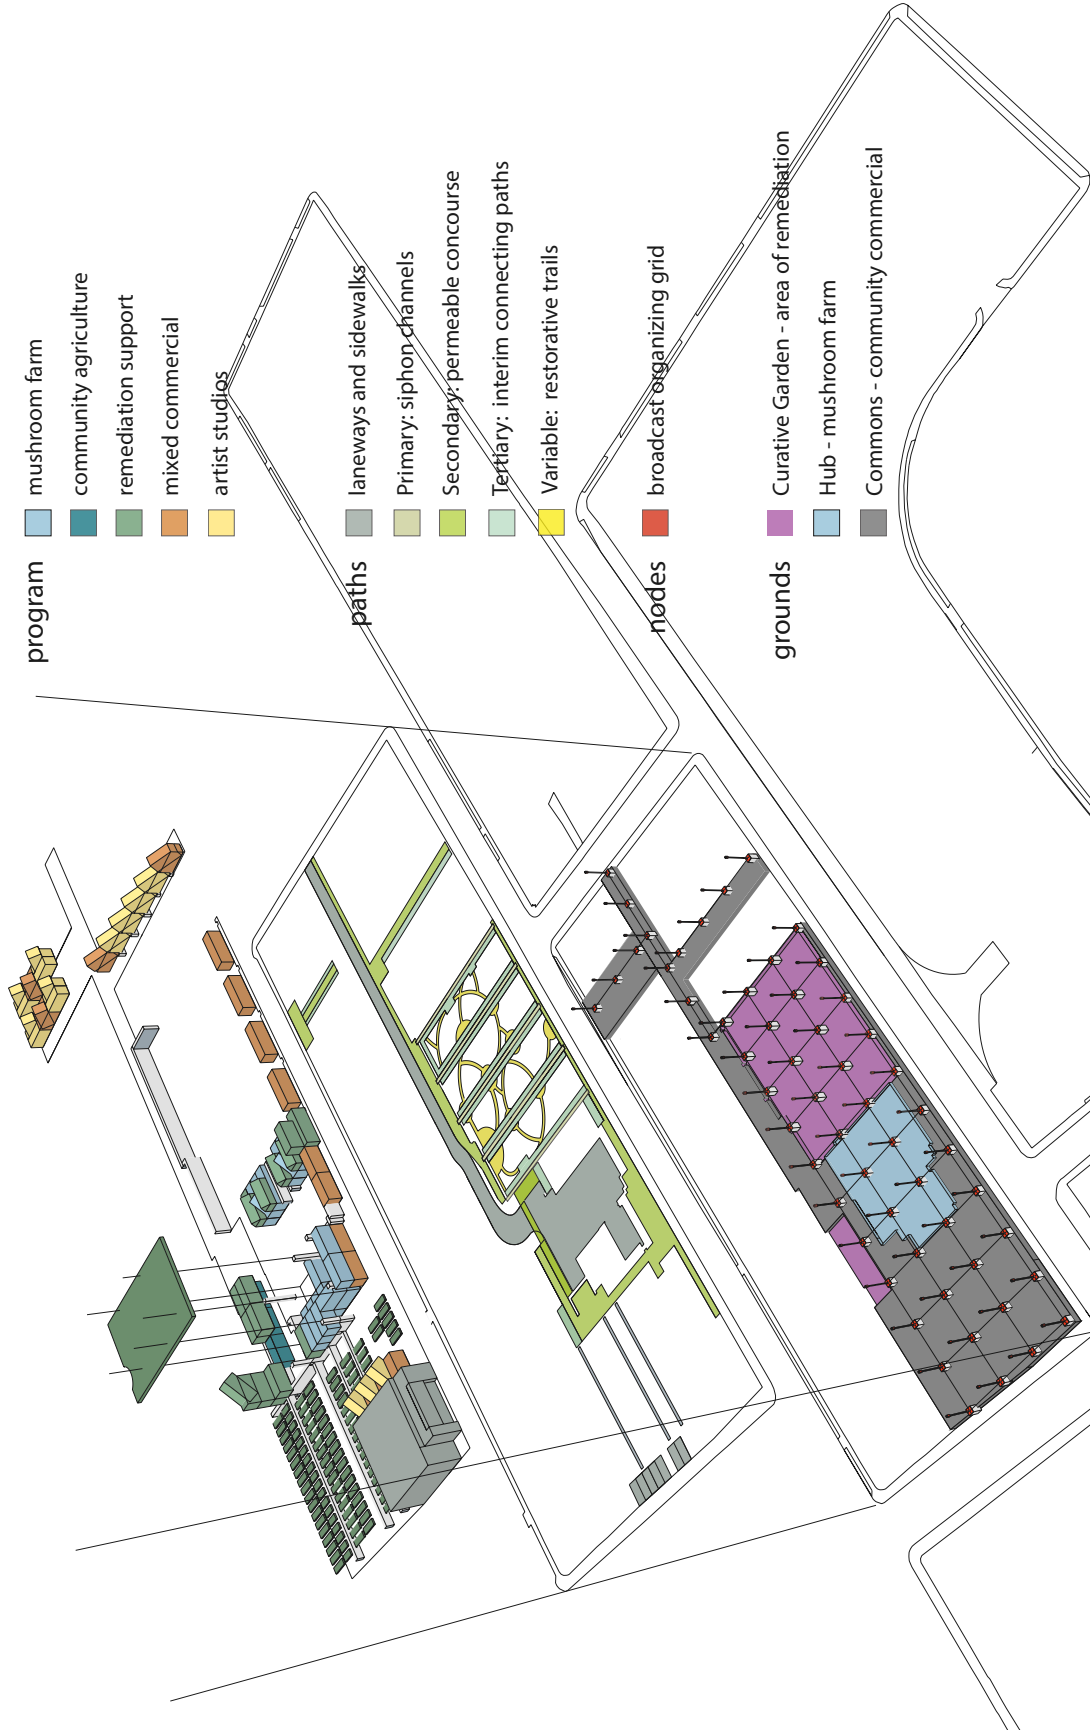 program
mushroom farm
community agriculture
remediation support
mixed commercial
artist studios
paths
laneways and sidewalks
Primary: siphon channels
Secondary: permeable concourse
Tertiary: interim connecting paths
Variable: restorative trails
nodes
broadcast organizing grid
grounds
Curative Garden - area of remediation
Hub - mushroom farm
Commons - community commercial